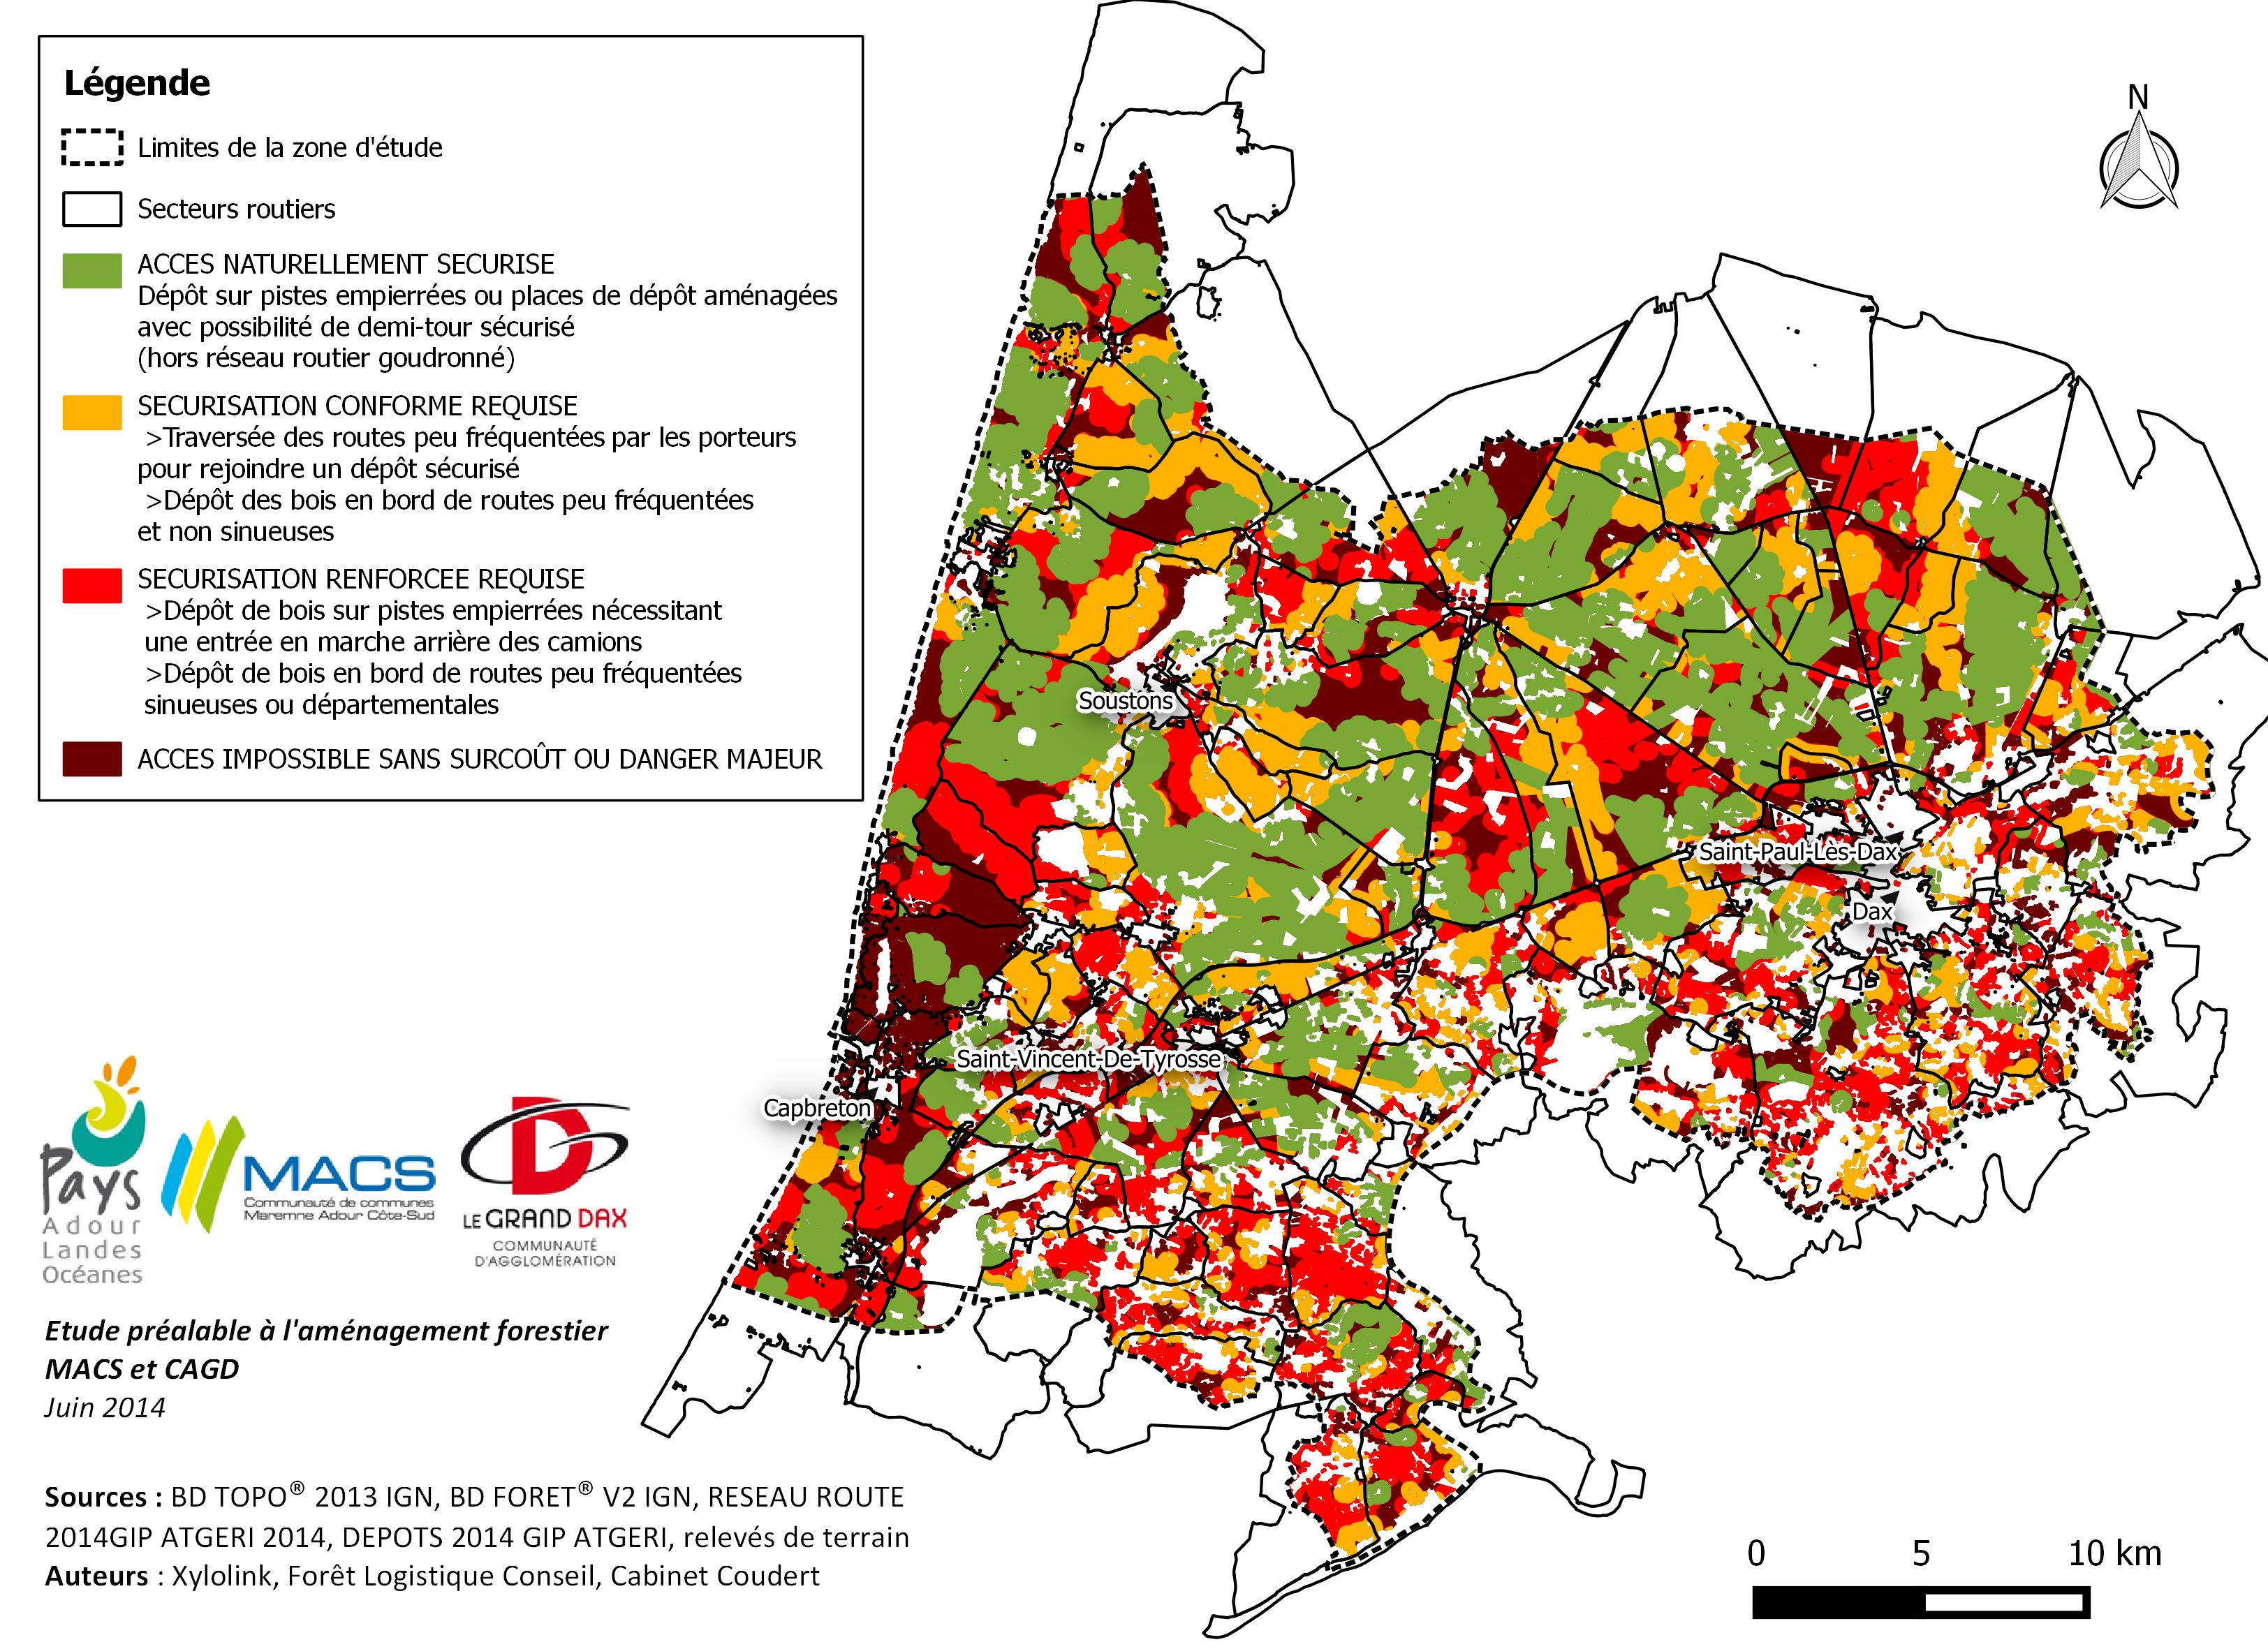 Légende
Limites de la zone d'étude
Secteurs routiers
ACCES NATURELLEMENT SECURISE
Dépôt sur pistes empierrées ou places de dépôt aménagées
avec possibilité de demi-tour sécurisé
(hors réseau routier goudronné)
SECURISATION CONFORME REQUISE
>Traversée des routes peu fréquentées par les porteurs
pour rejoindre un dépôt sécurisé
>Dépôt des bois en bord de routes peu fréquentées
et non sinueuses
SECURISATION RENFORCEE REQUISE
>Dépôt de bois sur pistes empierrées nécessitant
une entrée en marche arrière des camions
>Dépôt de bois en bord de routes peu fréquentées
sinueuses ou départementales
ACCES IMPOSSIBLE SANS SURCOÛT OU DANGER MAJEUR
N
Soustons
Saint-Paul-Lès-Dax
Dax
Saint-Vincent-De-Tyrosse
Capbreton
Pays
Adour
Landes
Océanes
MACS
Communauté de communes
Maremne Adour Côte-Sud
D
LE GRAND DAX
COMMUNAUTÉ
D'AGGLOMÉRATION
Etude préalable à l'aménagement forestier
MACS et CAGD
Juin 2014
Sources : BD TOPO® 2013 IGN, BD FORET® V2 IGN, RESEAU ROUTE
2014GIP ATGERI 2014, DEPOTS 2014 GIP ATGERI, relevés de terrain
Auteurs : Xylolink, Forêt Logistique Conseil, Cabinet Coudert
0 5 10 km